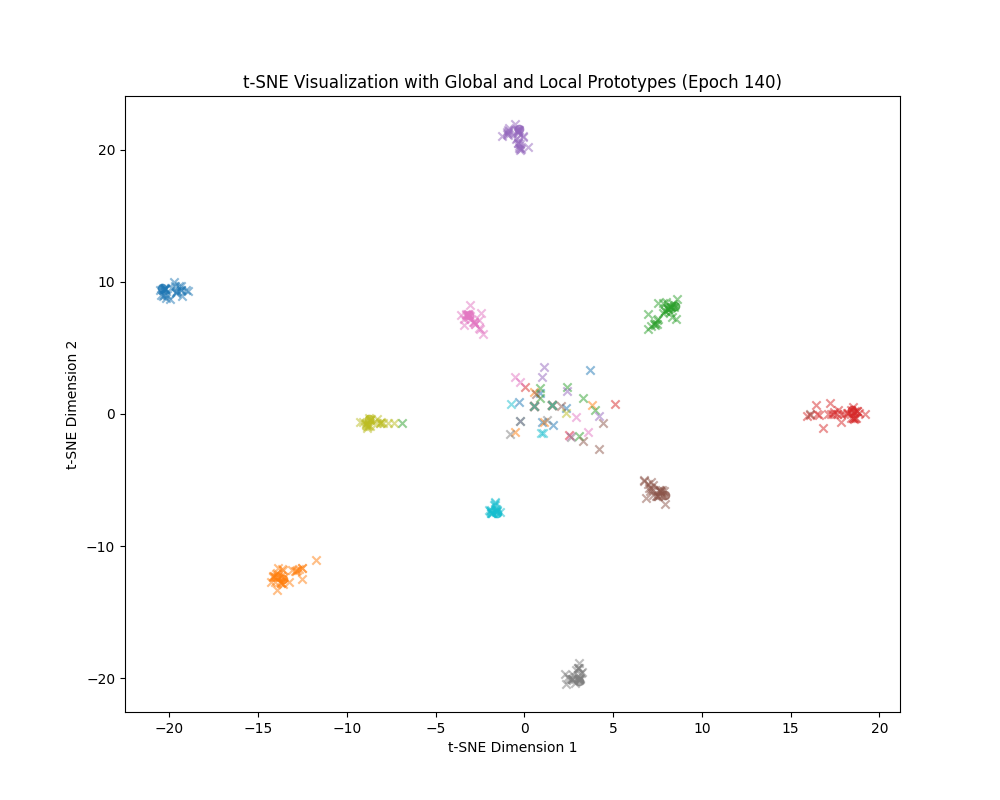 t-SNE Visualization with Global and Local Prototypes (Epoch 140)
20
10
0
−10
−20
t-SNE Dimension 2
−20 −15 −10 −5 0 5 10 15 20
t-SNE Dimension 1